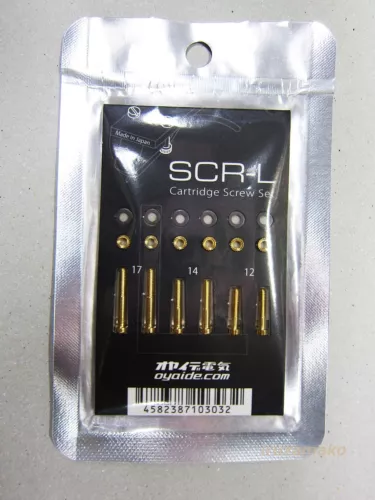 Made in Japan
SCR-L
Cartridge Screw Set
17 14 12
オヤイデ電気
oyaide.com
4582387103032